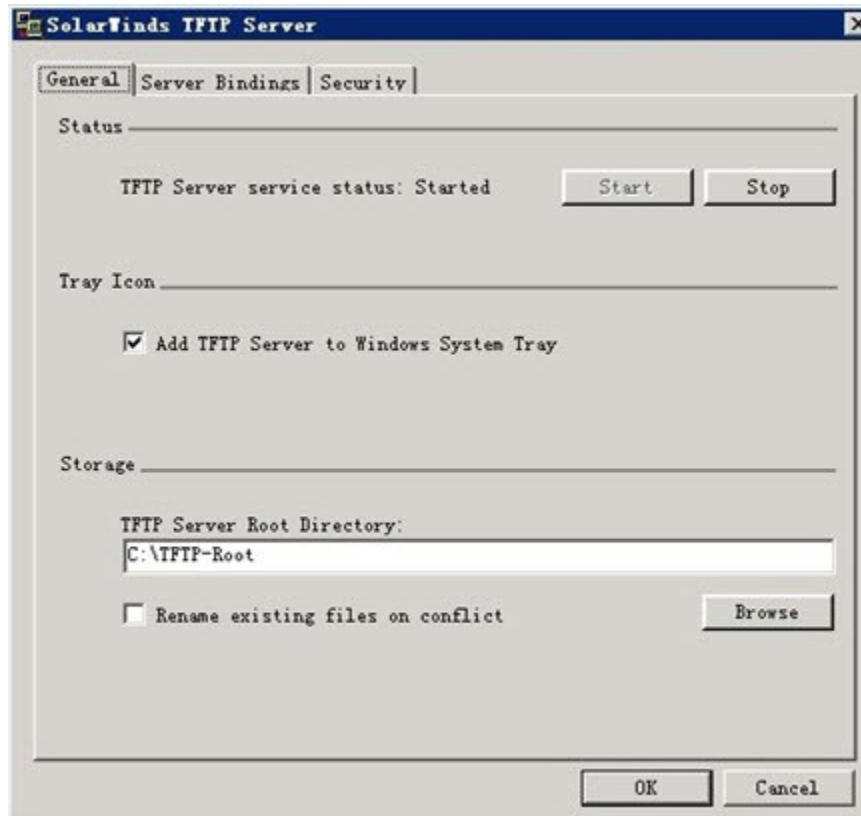 SolarWinds TFTP Server
General Server Bindings Security
Status
TFTP Server service status: Started Start Stop
Tray Icon
Add TFTP Server to Windows System Tray
Storage
TFTP Server Root Directory:
C:\TFTP-Root
Rename existing files on conflict Browse
OK Cancel